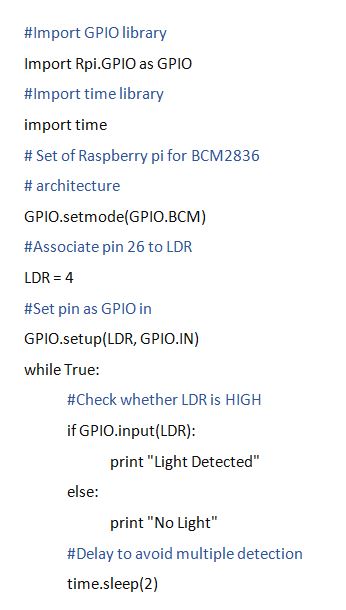 #Import GPIO library
Import Rpi.GPIO as GPIO
#Import time library
import time
# Set of Raspberry pi for BCM2836
# architecture
GPIO.setmode(GPIO.BCM)
#Associate pin 26 to LDR
LDR = 4
#Set pin as GPIO in
GPIO.setup(LDR, GPIO.IN)
while True:
#Check whether LDR is HIGH
if GPIO.input(LDR):
print "Light Detected"
else:
print "No Light"
#Delay to avoid multiple detection
time.sleep(2)